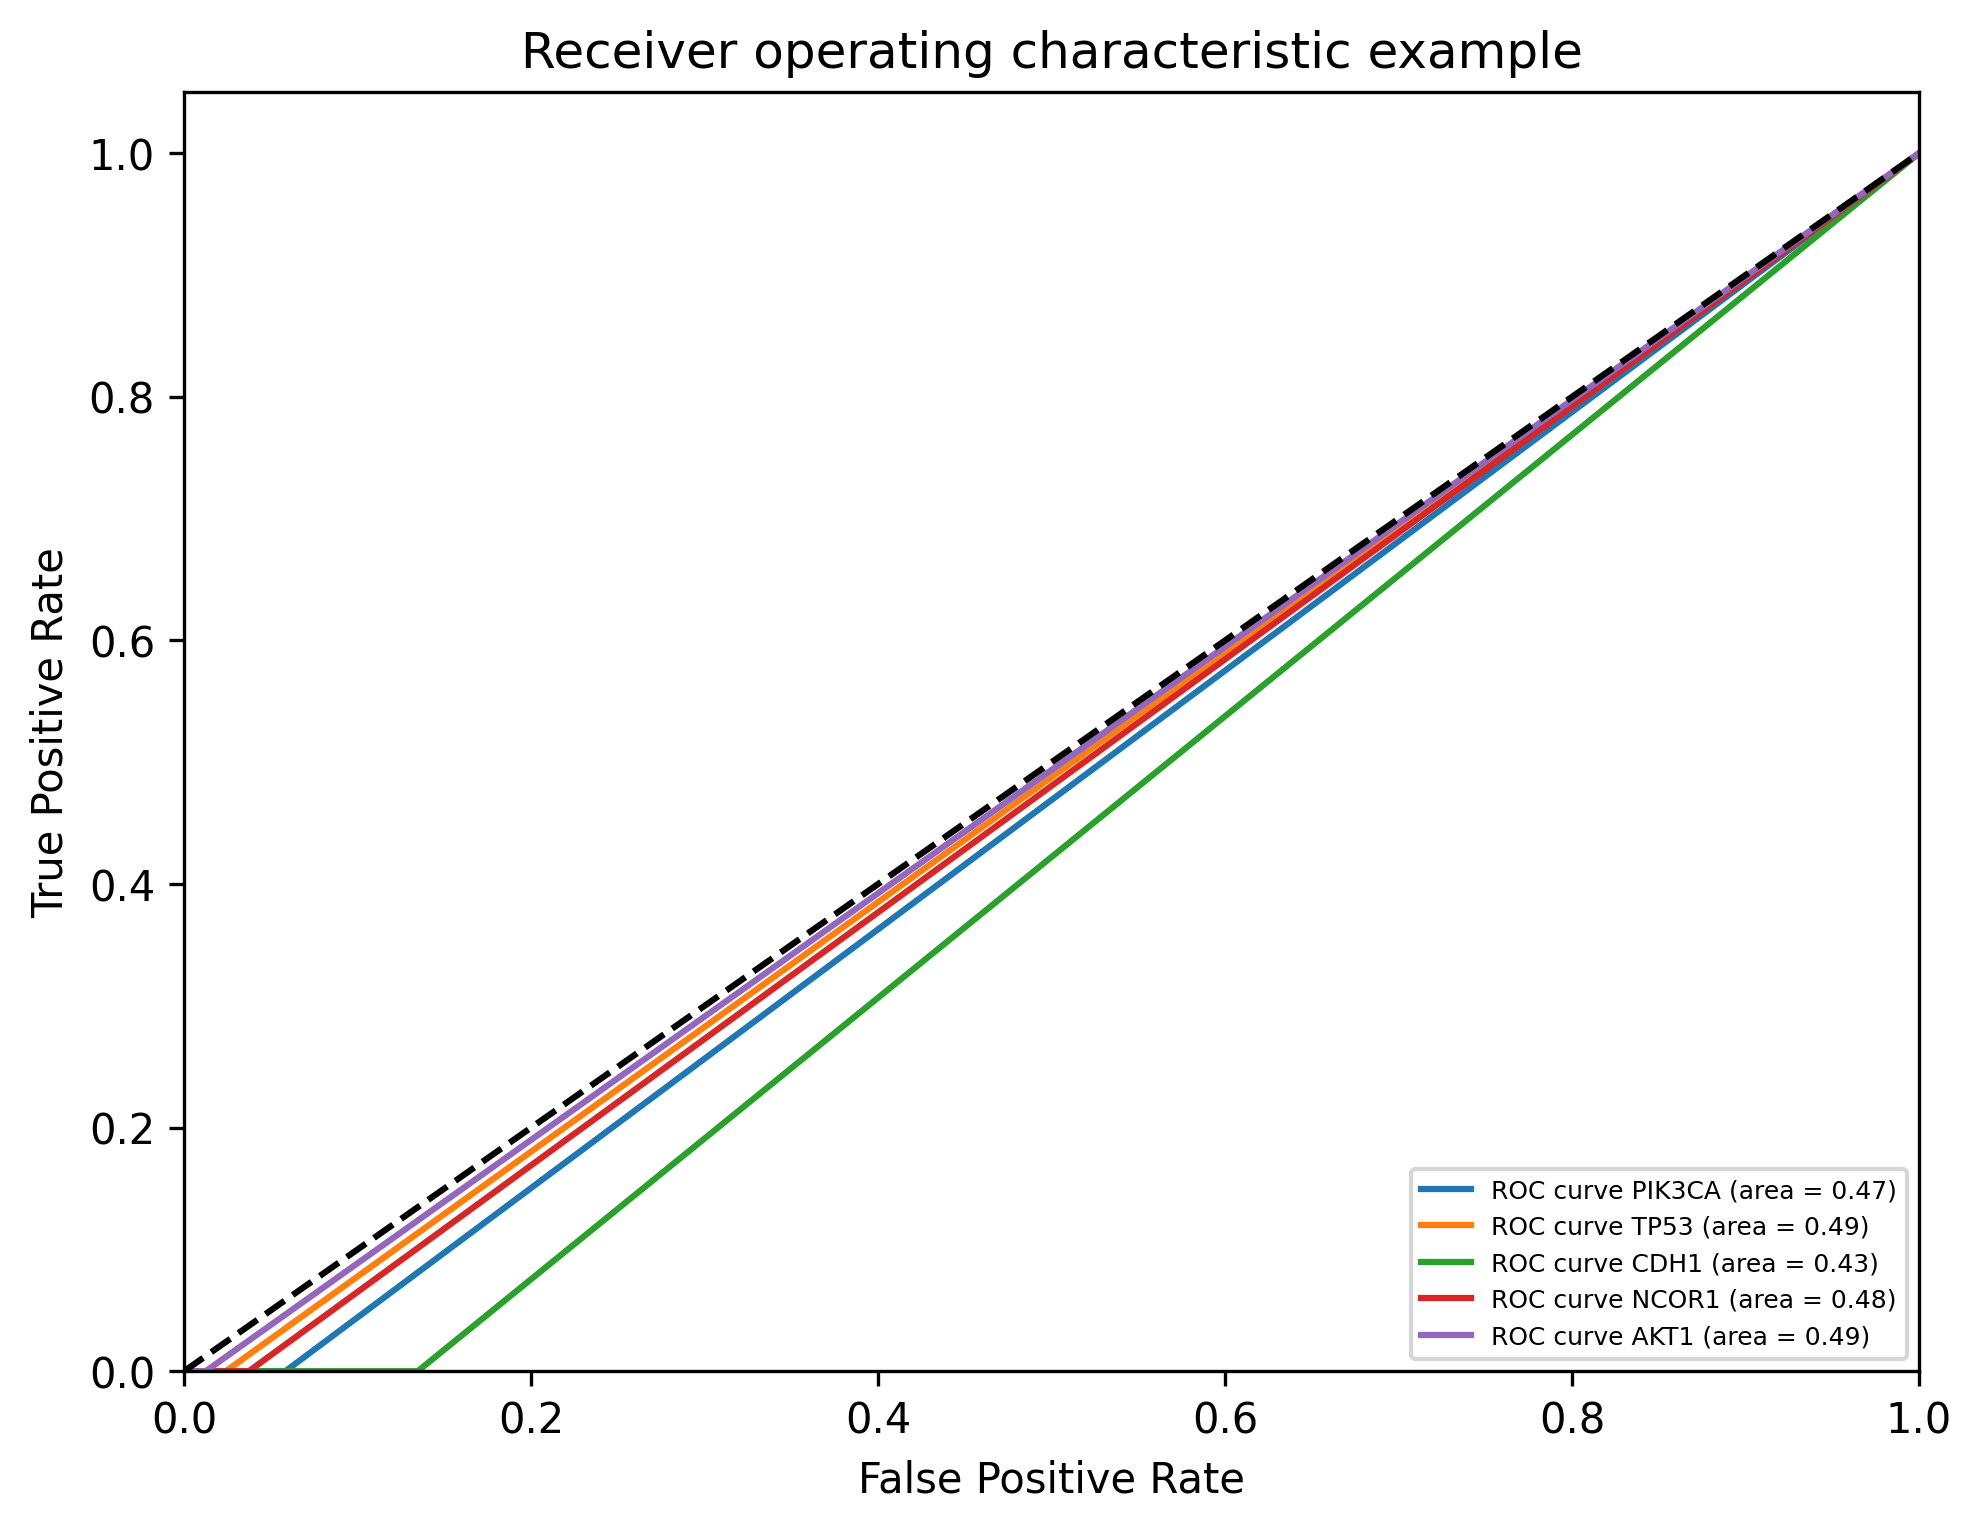 Receiver operating characteristic example
True Positive Rate
1.0
0.8
0.6
0.4
0.2
0.0
ROC curve PIK3CA (area = 0.47)
ROC curve TP53 (area = 0.49)
ROC curve CDH1 (area = 0.43)
ROC curve NCOR1 (area = 0.48)
ROC curve AKT1 (area = 0.49)
0.0 0.2 0.4 0.6 0.8 1.0
False Positive Rate